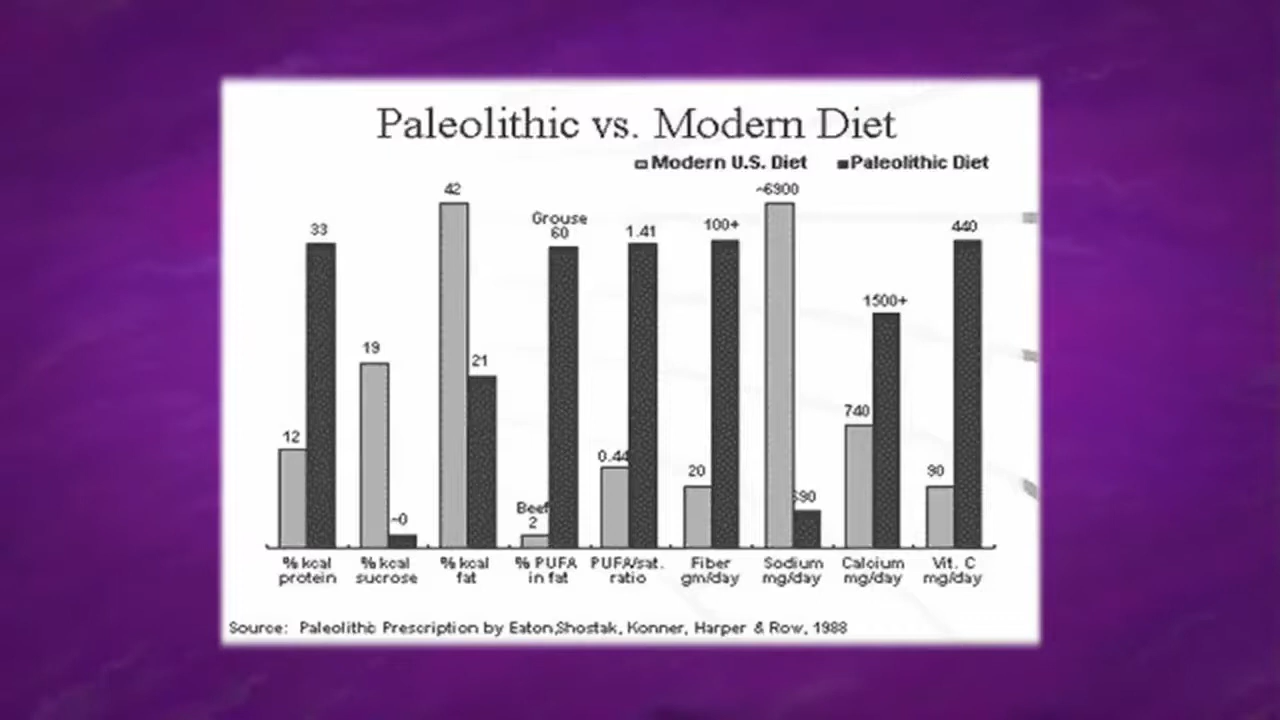 Paleolithic vs. Modern Diet
Modern U.S. Diet Paleolithic Diet
42 ~6900
Grouse
33 60 1.41 100+ 440
1500+
19 21
740
12 0.44 20 90
Beef
2 ~0 690
% kcal % kcal % kcal % PUFA PUFA/sat. Fiber Sodium Calcium Vit. C
protein sucrose fat in fat ratio gm/day mg/day mg/day mg/day
Source: Paleolithic Prescription by Eaton,Shostak, Konner, Harper & Row, 1988